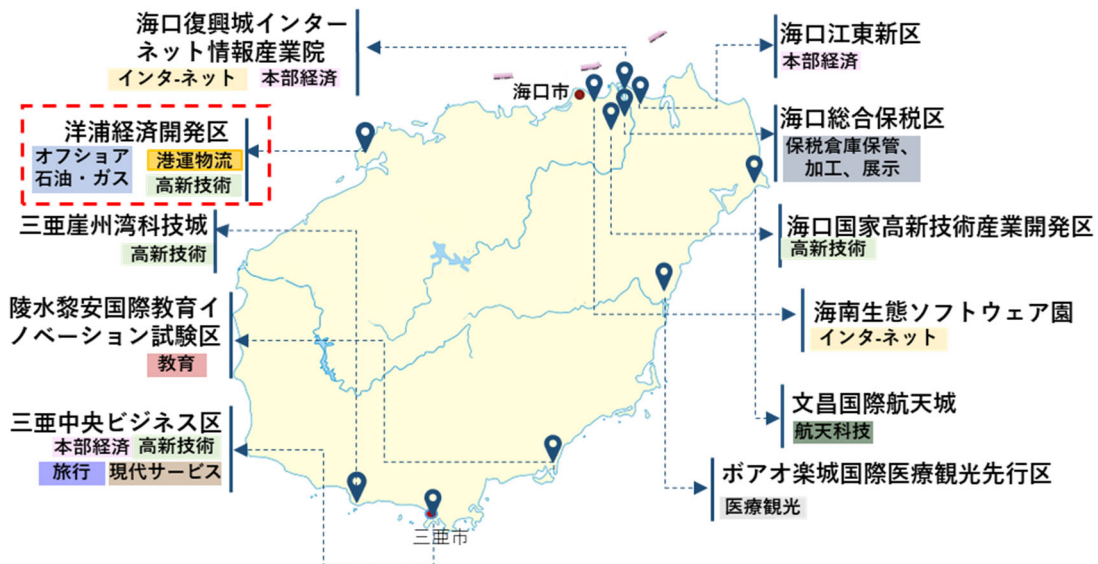 海口復興城インター
ネット情報産業院
インタ-ネット 本部経済
洋浦経済開発区
オフショア
石油・ガス
港運物流
高新技術
三亜崖州湾科技城
高新技術
陵水黎安国際教育イ
ノベーション試験区
教育
三亜中央ビジネス区
本部経済 高新技術
旅行 現代サービス
海口市
三亜市
海口江東新区
本部経済
海口総合保税区
保税倉庫保管、
加工、展示
海口国家高新技術産業開発区
高新技術
海南生態ソフトウェア園
インタ-ネット
文昌国際航天城
航天科技
ボアオ楽城国際医療観光先行区
医療観光